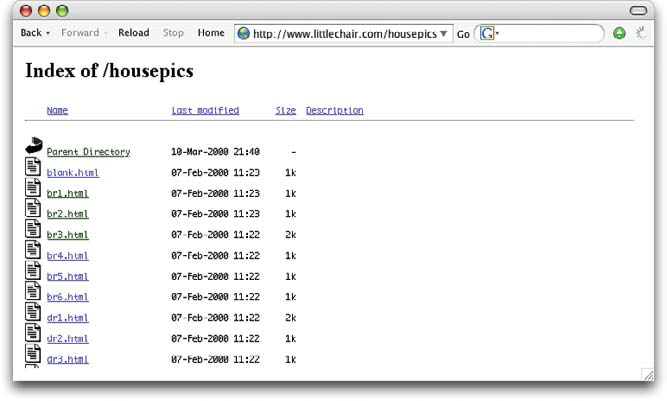 Back Forward Reload Stop Home http://www.littlechair.com/housepics Go G
Index of /housepics
Name Last modified Size Description
Parent Directory 10-Mar-2000 21:40 -
blank.html 07-Feb-2000 11:23 1k
br1.html 07-Feb-2000 11:23 1k
br2.html 07-Feb-2000 11:23 1k
br3.html 07-Feb-2000 11:22 2k
br4.html 07-Feb-2000 11:22 1k
br5.html 07-Feb-2000 11:22 1k
br6.html 07-Feb-2000 11:22 1k
dr1.html 07-Feb-2000 11:22 2k
dr2.html 07-Feb-2000 11:22 1k
dr3.html 07-Feb-2000 11:22 1k